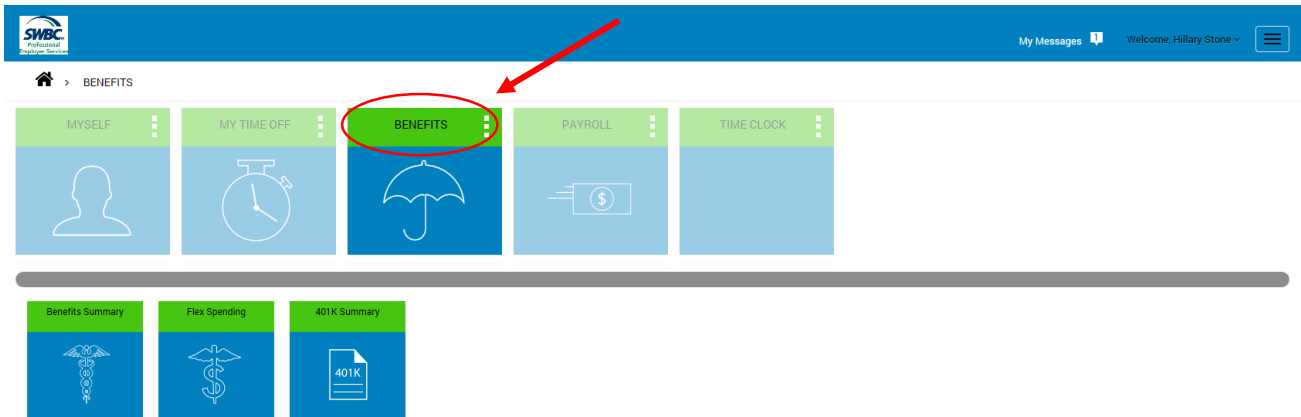 SWBC
Professional
Employer Services
My Messages 1 Welcome, Hillary Stone
> BENEFITS
MYSELF MY TIME OFF BENEFITS PAYROLL TIME CLOCK
$
Benefits Summary Flex Spending 401K Summary
401K